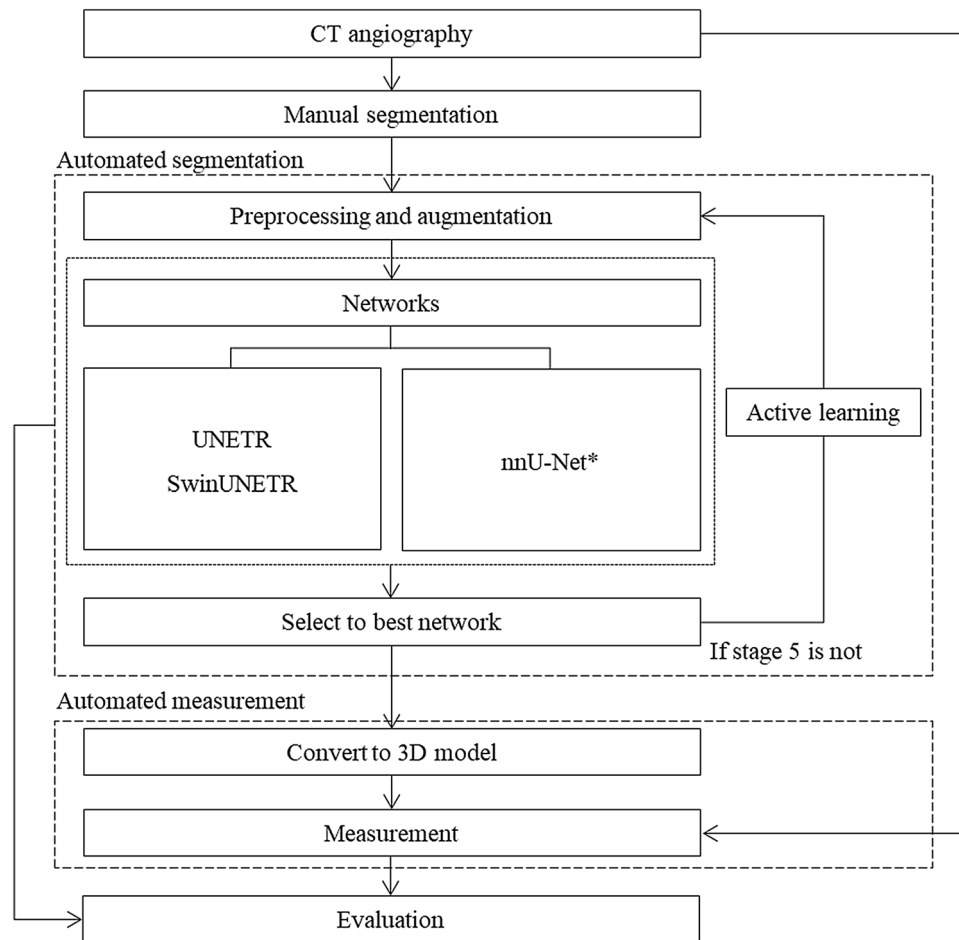 CT angiography
Manual segmentation
Automated segmentation
Preprocessing and augmentation
Networks
UNETR
SwinUNETR
nnU-Net*
Active learning
Select to best network
If stage 5 is not
Automated measurement
Convert to 3D model
Measurement
Evaluation